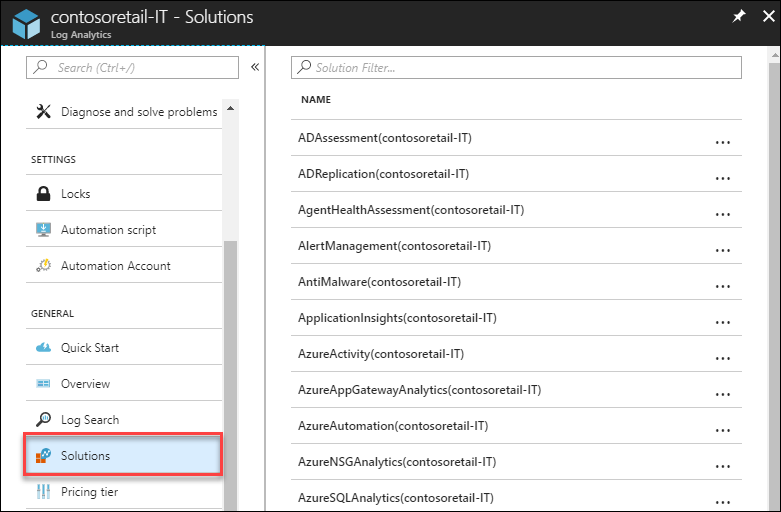 contosoretail-IT - Solutions
Log Analytics
Search (Ctrl+/)
Diagnose and solve problems
SETTINGS
Locks
Automation script
Automation Account
GENERAL
Quick Start
Overview
Log Search
Solutions
Pricing tier
Solution Filter...
NAME
ADAssessment(contosoretail-IT)
ADReplication(contosoretail-IT)
AgentHealthAssessment(contosoretail-IT)
AlertManagement(contosoretail-IT)
AntiMalware(contosoretail-IT)
ApplicationInsights(contosoretail-IT)
AzureActivity(contosoretail-IT)
AzureAppGatewayAnalytics(contosoretail-IT)
AzureAutomation(contosoretail-IT)
AzureNSGAnalytics(contosoretail-IT)
AzureSQLAnalytics(contosoretail-IT)